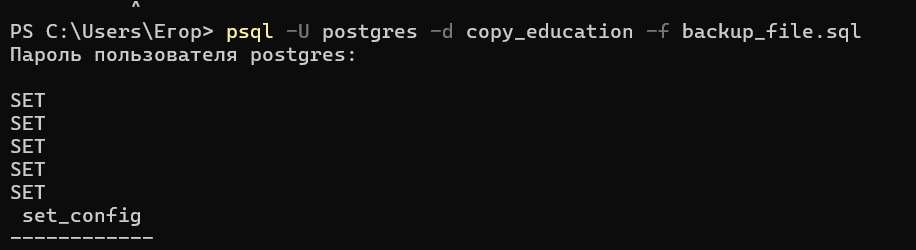 ^
PS C:\Users\Егор> psql -U postgres -d copy_education -f backup_file.sql
Пароль пользователя postgres:
SET
SET
SET
SET
SET
set_config
------------